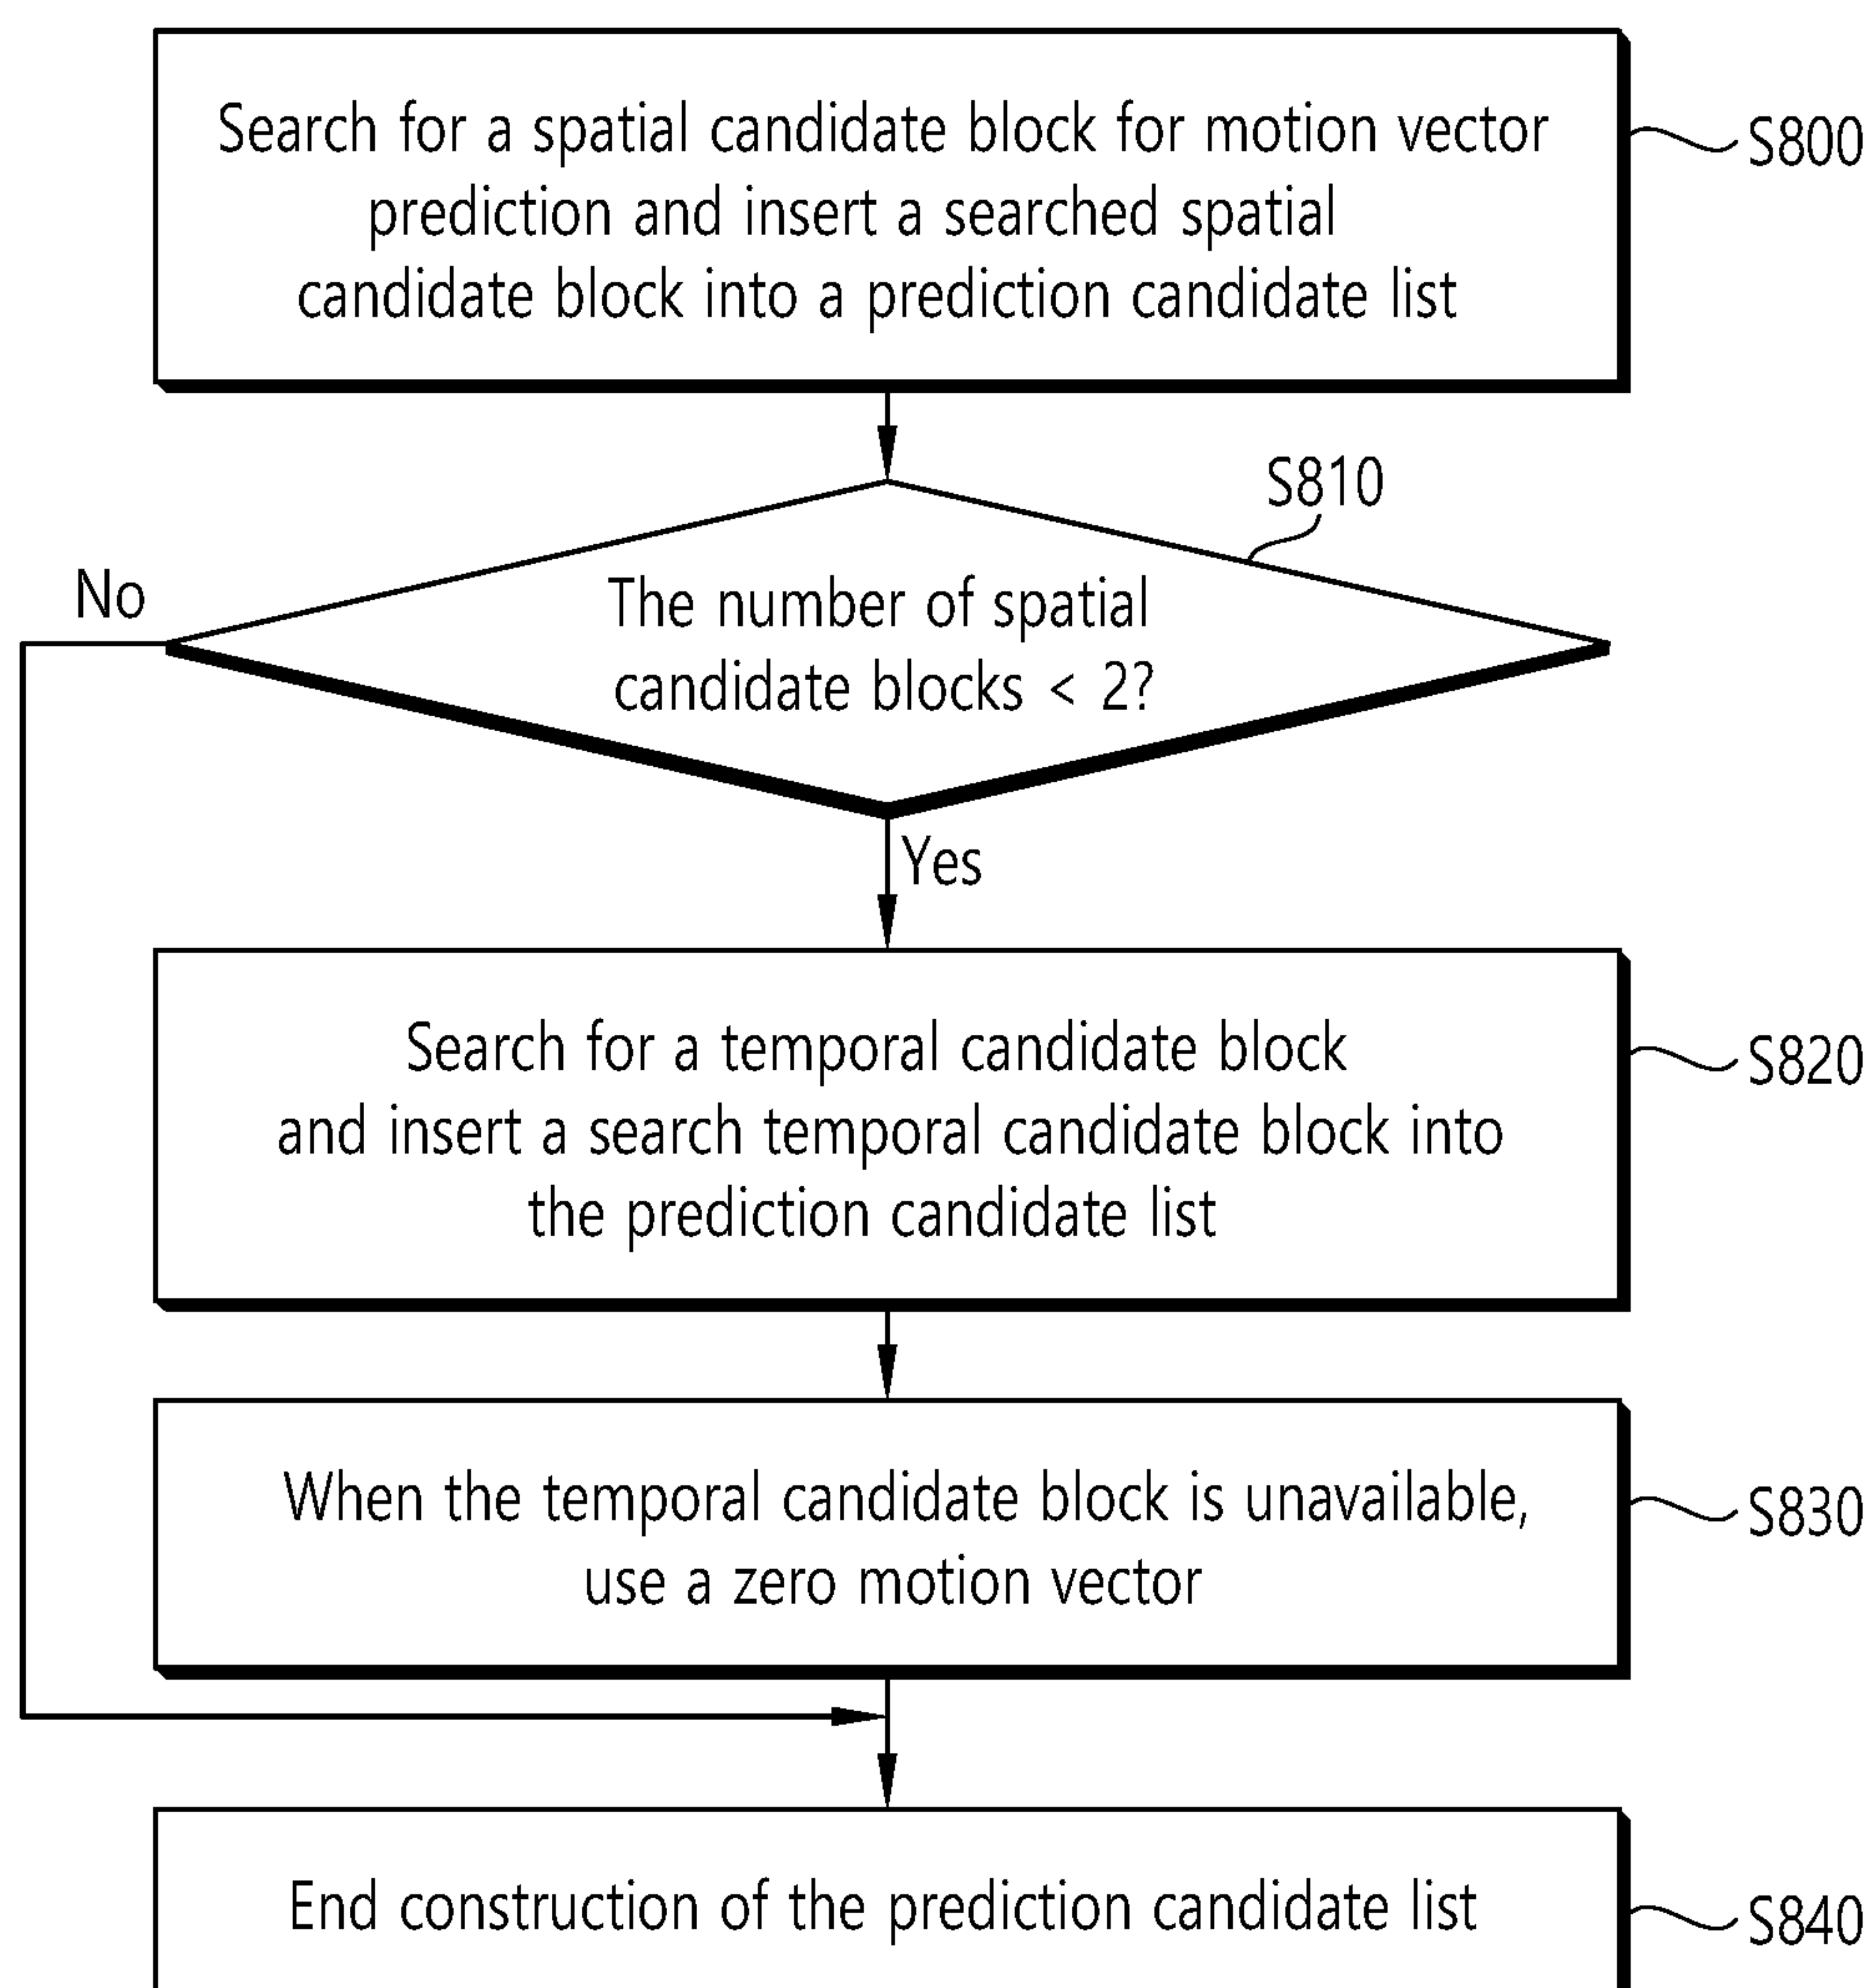 Search for a spatial candidate block for motion vector
prediction and insert a searched spatial
candidate block into a prediction candidate list
S800
S810
No
The number of spatial
candidate blocks < 2?
Yes
Search for a temporal candidate block
and insert a search temporal candidate block into
the prediction candidate list
S820
When the temporal candidate block is unavailable,
use a zero motion vector
S830
End construction of the prediction candidate list
S840